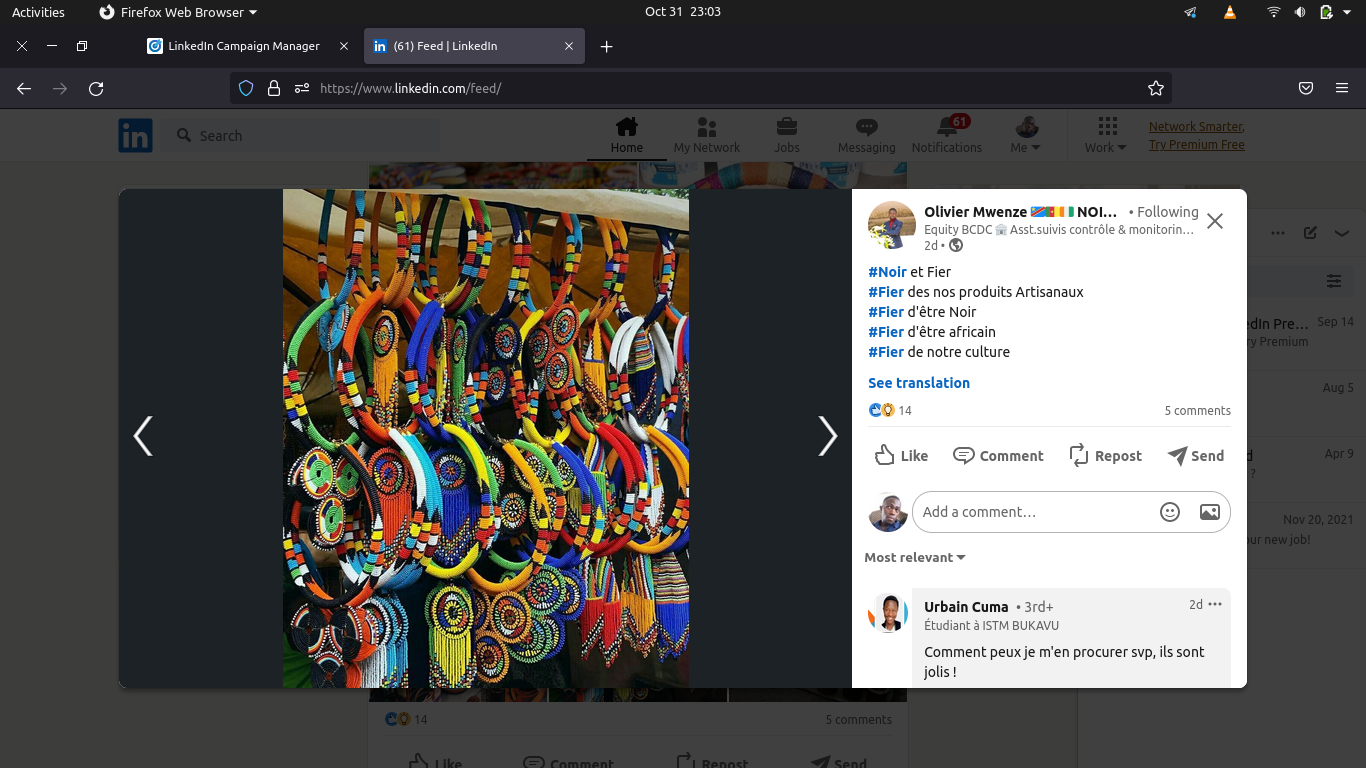 Activities
Firefox Web Browser
Oct 31 23:03
LinkedIn Campaign Manager
(61) Feed | LinkedIn
https://www.linkedin.com/feed/
in
Search
Home
My Network
Jobs
Messaging
61
Notifications
Me
Work
Network Smarter,
Try Premium Free
Olivier Mwenze NOI... • Following
Equity BCDC Asst.suivis contrôle & monitorin...
2d •
#Noir et Fier
#Fier des nos produits Artisanaux
#Fier d'être Noir
#Fier d'être africain
#Fier de notre culture
See translation
14
5 comments
Like
Comment
Repost
Send
Add a comment...
Most relevant
Urbain Cuma • 3rd+
2d
Étudiant à ISTM BUKAVU
Comment peux je m'en procurer svp, ils sont
jolis !
edIn Pre...
Sep 14
ry Premium
Aug 5
d
Apr 9
?
Nov 20, 2021
ur new job!
14
5 comments
Like
Comment
Repost
Send